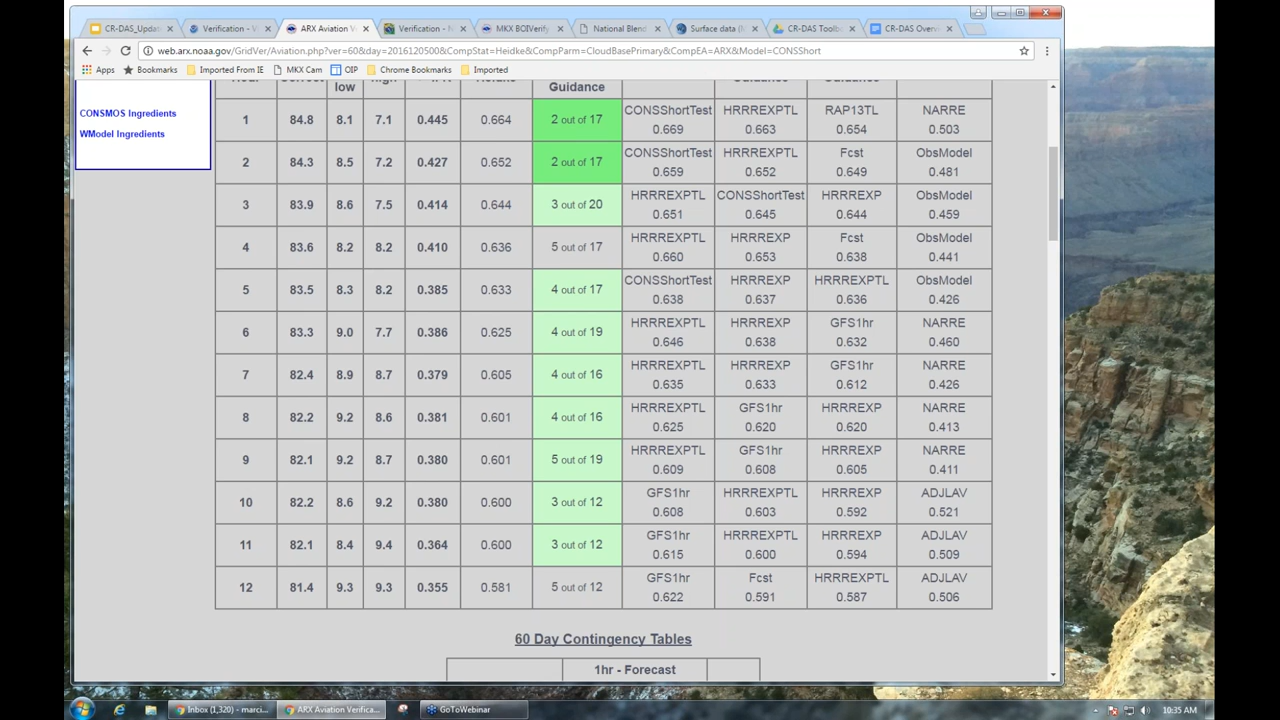 CR-DAS_Updat
Verification - V
ARX Aviation V
Verification -
MKX BOIVerify
National Blend
Surface data (M
CR-DAS Toolb
CR-DAS Over
web.arx.noaa.gov/GridVer/Aviation.php?ver=60&day=2016120500&CompStat=Heidke&CompParm=CloudBasePrimary&CompEA=ARX&Model=CONSShort
Apps Bookmarks Imported From IE MKX Cam OIP Chrome Bookmarks Imported
CONSMOS Ingredients
WModel Ingredients
low Guidance
1 84.8 8.1 7.1 0.445 0.664 2 out of 17 CONSShortTest 0.669 HRRREXPTL 0.663 RAP13TL 0.654 NARRE 0.503
2 84.3 8.5 7.2 0.427 0.652 2 out of 17 CONSShortTest 0.659 HRRREXPTL 0.652 Fcst 0.649 ObsModel 0.481
3 83.9 8.6 7.5 0.414 0.644 3 out of 20 HRRREXPTL 0.651 CONSShortTest 0.645 HRRREXP 0.644 ObsModel 0.459
4 83.6 8.2 8.2 0.410 0.636 5 out of 17 HRRREXPTL 0.660 HRRREXP 0.653 Fcst 0.638 ObsModel 0.441
5 83.5 8.3 8.2 0.385 0.633 4 out of 17 CONSShortTest 0.638 HRRREXP 0.637 HRRREXPTL 0.636 ObsModel 0.426
6 83.3 9.0 7.7 0.386 0.625 4 out of 19 HRRREXPTL 0.646 HRRREXP 0.638 GFS1hr 0.632 NARRE 0.460
7 82.4 8.9 8.7 0.379 0.605 4 out of 16 HRRREXPTL 0.635 HRRREXP 0.633 GFS1hr 0.612 NARRE 0.426
8 82.2 9.2 8.6 0.381 0.601 4 out of 16 HRRREXPTL 0.625 GFS1hr 0.620 HRRREXP 0.620 NARRE 0.413
9 82.1 9.2 8.7 0.380 0.601 5 out of 19 HRRREXPTL 0.609 GFS1hr 0.608 HRRREXP 0.605 NARRE 0.411
10 82.2 8.6 9.2 0.380 0.600 3 out of 12 GFS1hr 0.608 HRRREXPTL 0.603 HRRREXP 0.592 ADJLAV 0.521
11 82.1 8.4 9.4 0.364 0.600 3 out of 12 GFS1hr 0.615 HRRREXPTL 0.600 HRRREXP 0.594 ADJLAV 0.509
12 81.4 9.3 9.3 0.355 0.581 5 out of 12 GFS1hr 0.622 Fcst 0.591 HRRREXPTL 0.587 ADJLAV 0.506
60 Day Contingency Tables
1hr - Forecast
Inbox (1,320) - marci...
ARX Aviation Verifica...
GoToWebinar
10:35 AM